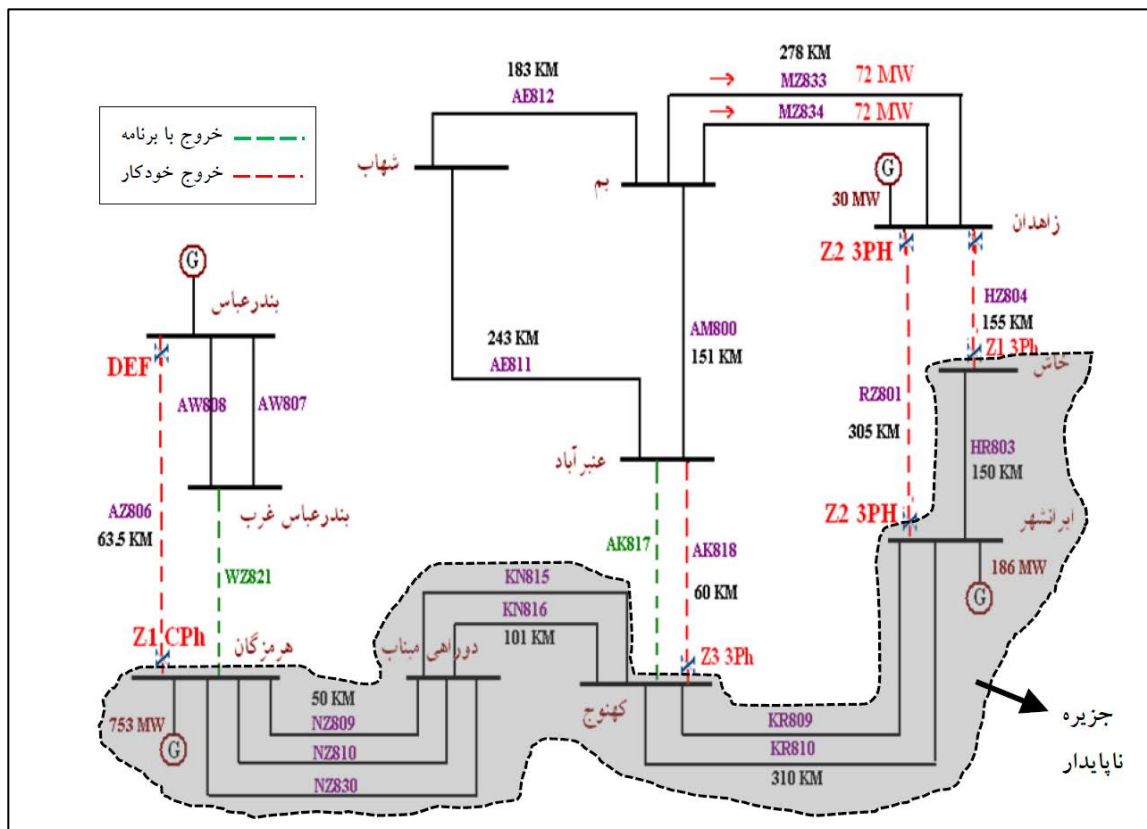 278 KM
183 KM
MZ833
72 MW
AE812
MZ834
72 MW
خروج با برنامه
خروج خودکار
شهاب
بم
G
30 MW
زاهدان
Z2 3PH
G
بندرعباس
HZ804
155 KM
243 KM
AE811
AM800
151 KM
Z1 3Ph
خاش
DEF
AW808
AW807
RZ801
305 KM
HR803
150 KM
عنبرآباد
AZ806
63.5 KM
بندرعباس غرب
Z2 3PH
ایرانشهر
AK817
AK818
KN815
WZ821
60 KM
186 MW
G
KN816
101 KM
Z1 CPh
هرمزگان
دوراهی میناب
Z3 3Ph
50 KM
کهنوج
753 MW
G
NZ809
KR809
جزیره
NZ810
KR810
ناپایدار
NZ830
310 KM